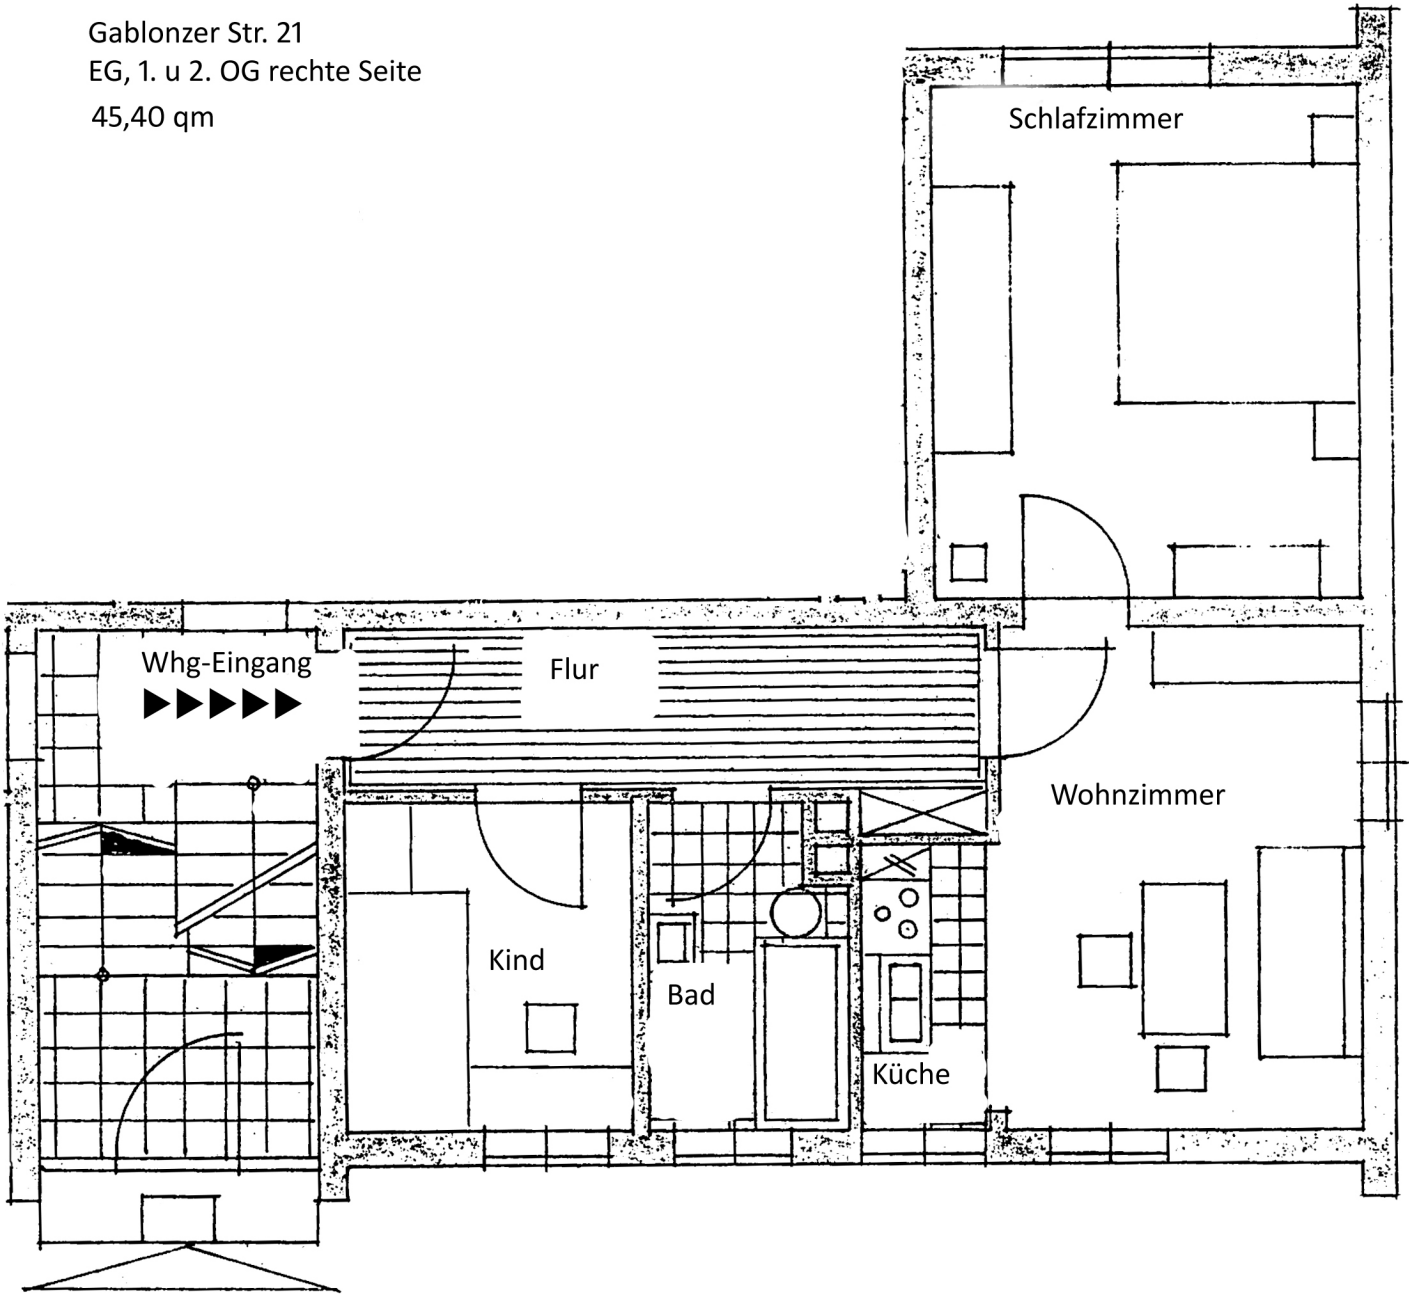 Gablonzer Str. 21
EG, 1. u 2. OG rechte Seite
45,40 qm
Schlafzimmer
Whg-Eingang
Flur
Wohnzimmer
Kind
Bad
Küche